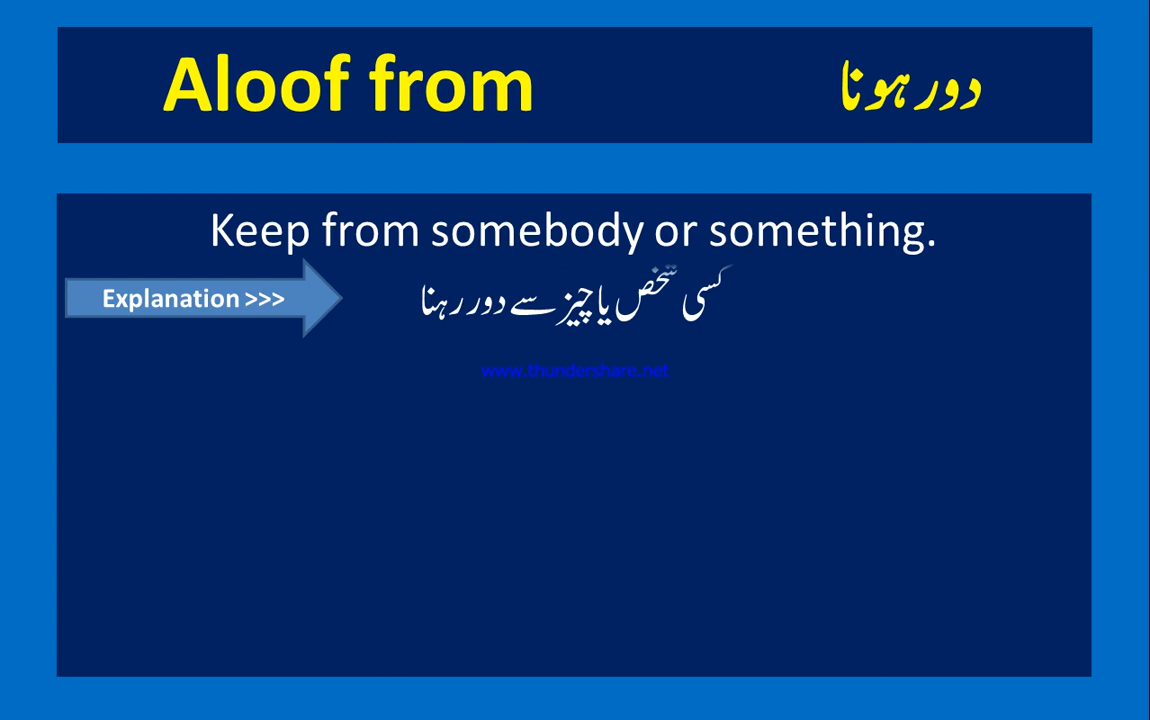 Aloof from
دور ہونا
Keep from somebody or something.
Explanation >>>
کسی شخص یا چیز سے دور رہنا
www.thundershare.net